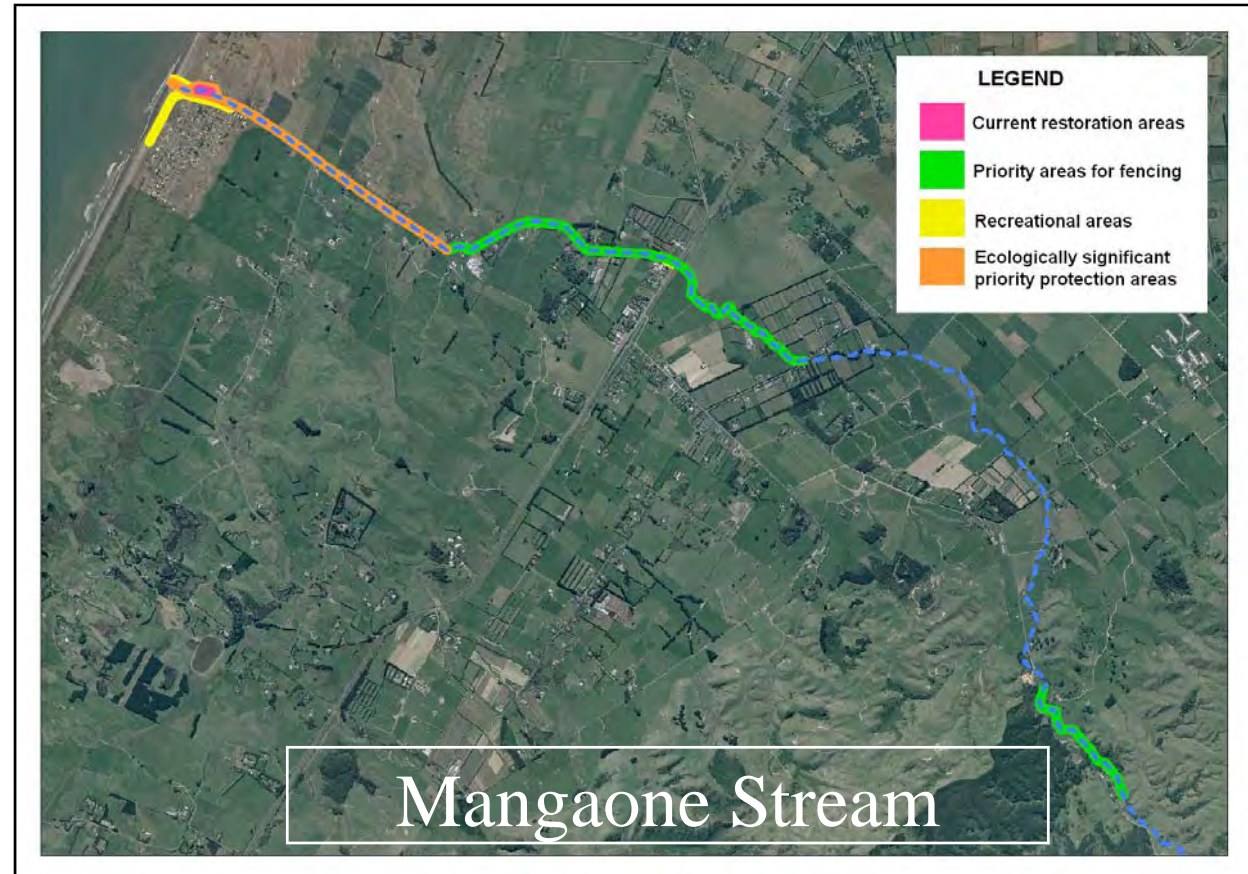 LEGEND
Current restoration areas
Priority areas for fencing
Recreational areas
Ecologically significant
priority protection areas
Mangaone Stream